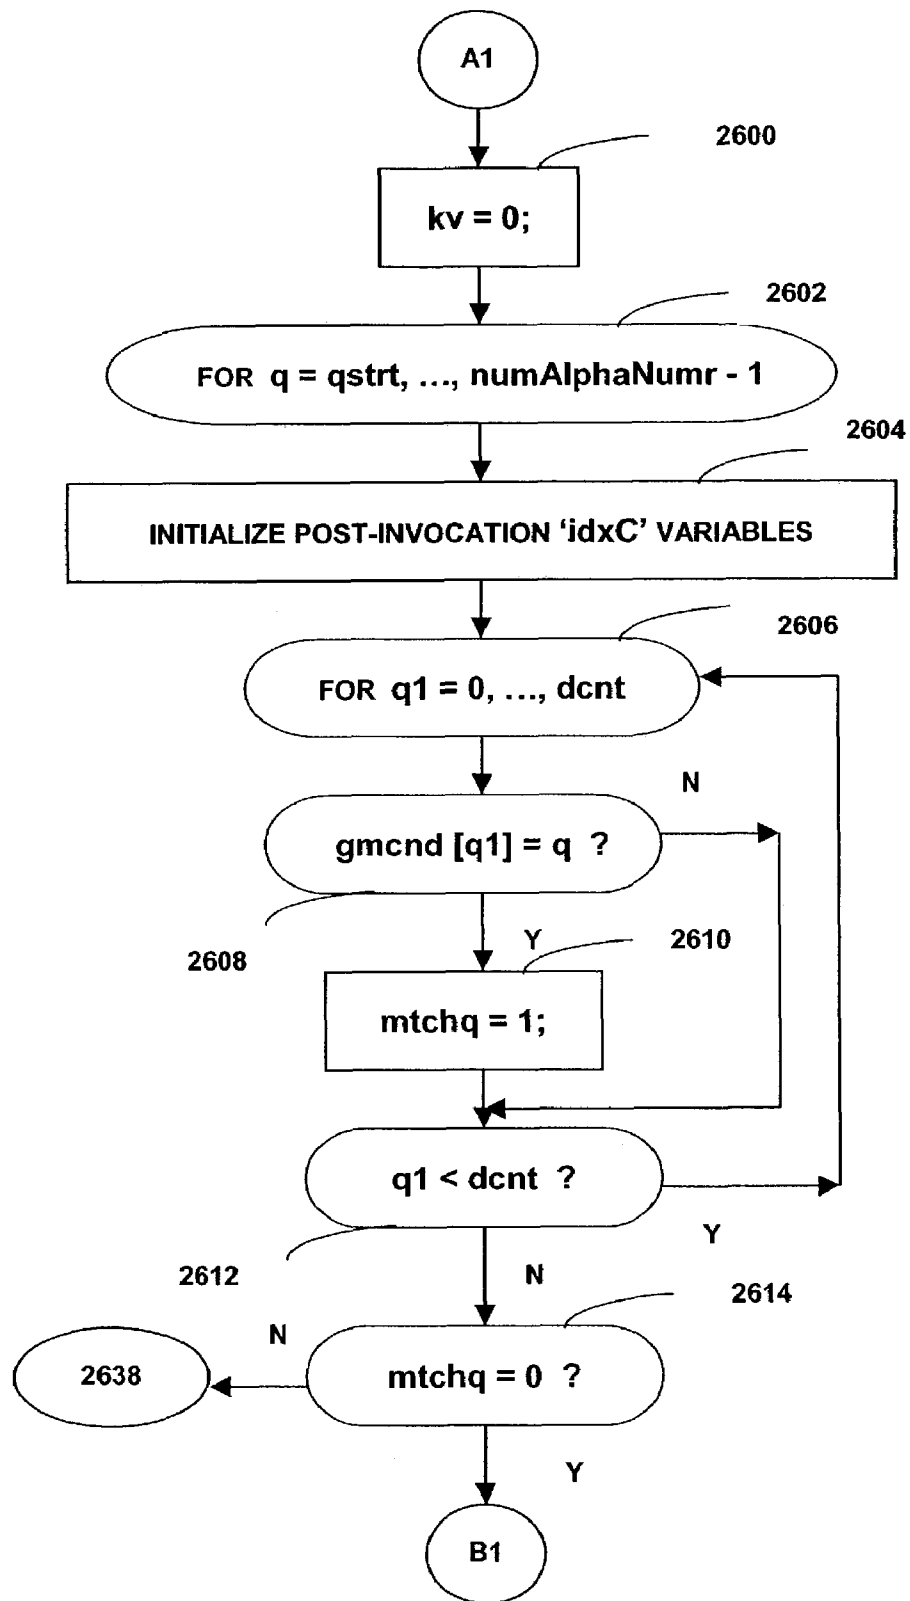 A1
2600
kv = 0;
2602
FOR q = qstrt, ..., numAlphaNumr - 1
2604
INITIALIZE POST-INVOCATION ‘idxC’ VARIABLES
2606
FOR q1 = 0, ..., dcnt
N
gmcnd [q1] = q ?
2608
Y
2610
mtchq = 1;
q1 < dcnt ?
Y
2612
N
2614
N
2638
mtchq = 0 ?
Y
B1